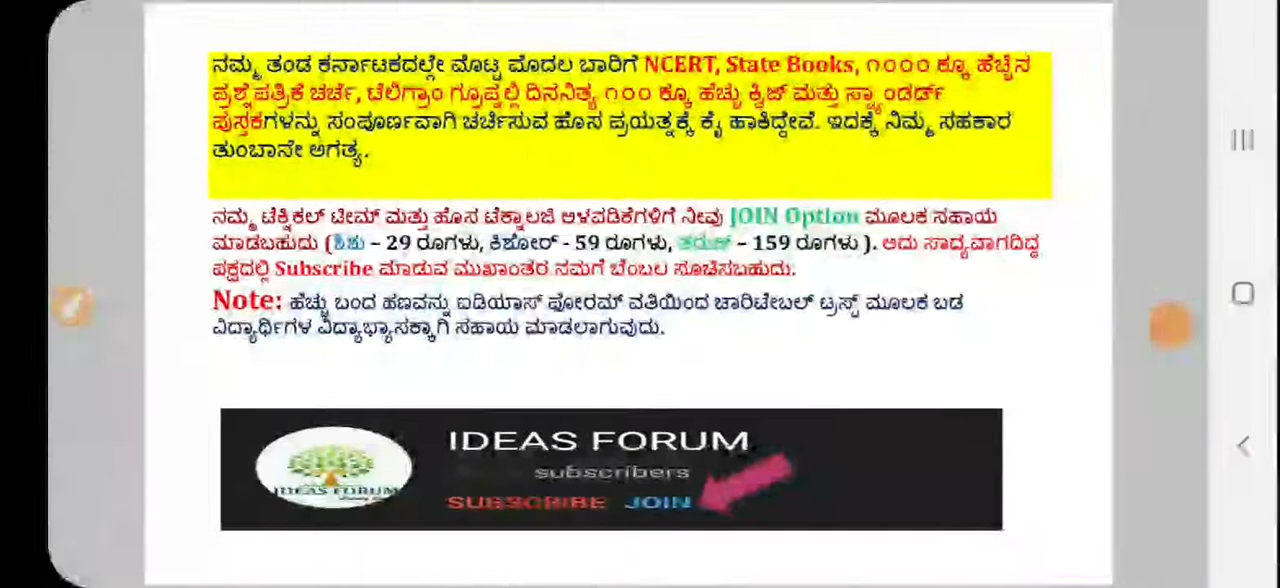 ನಮ್ಮ ತಂಡ ಕರ್ನಾಟಕದಲ್ಲೇ ಮೊಟ್ಟ ಮೊದಲ ಬಾರಿಗೆ NCERT, State Books, ೧೦೦೦ ಕ್ಕೂ ಹೆಚ್ಚಿನ
ಪ್ರಶ್ನೆಪತ್ರಿಕೆ ಚರ್ಚೆ, ಟೆಲಿಗ್ರಾಂ ಗ್ರೂಪ್ನಲ್ಲಿ ದಿನನಿತ್ಯ ೧೦೦ ಕ್ಕೂ ಹೆಚ್ಚು ಕ್ವಿಜ್ ಮತ್ತು ಸ್ಟ್ಯಾಂಡರ್ಡ್
ಪುಸ್ತಕಗಳನ್ನು ಸಂಪೂರ್ಣವಾಗಿ ಚರ್ಚಿಸುವ ಹೊಸ ಪ್ರಯತ್ನಕ್ಕೆ ಕೈ ಹಾಕಿದ್ದೇವೆ. ಇದಕ್ಕೆ ನಿಮ್ಮ ಸಹಕಾರ
ತುಂಬಾನೇ ಅಗತ್ಯ.
ನಮ್ಮ ಟೆಕ್ನಿಕಲ್ ಟೀಮ್ ಮತ್ತು ಹೊಸ ಟೆಕ್ನಾಲಜಿ ಅಳವಡಿಕೆಗಳಿಗೆ ನೀವು JOIN Option ಮೂಲಕ ಸಹಾಯ
ಮಾಡಬಹುದು (ಶಿಶು – 29 ರೂಗಳು, ಕಿಶೋರ್ - 59 ರೂಗಳು, ತರುಣ್ – 159 ರೂಗಳು ). ಅದು ಸಾಧ್ಯವಾಗದಿದ್ದ
ಪಕ್ಷದಲ್ಲಿ Subscribe ಮಾಡುವ ಮುಖಾಂತರ ನಮಗೆ ಬೆಂಬಲ ಸೂಚಿಸಬಹುದು.
Note: ಹೆಚ್ಚು ಬಂದ ಹಣವನ್ನು ಐಡಿಯಾಸ್ ಫೋರಮ್ ವತಿಯಿಂದ ಚಾರಿಟೇಬಲ್ ಟ್ರಸ್ಟ್ ಮೂಲಕ ಬಡ
ವಿದ್ಯಾರ್ಥಿಗಳ ವಿದ್ಯಾಭ್ಯಾಸಕ್ಕಾಗಿ ಸಹಾಯ ಮಾಡಲಾಗುವುದು.
IDEAS FORUM
subscribers
IDEAS FORUM
SUBSCRIBE JOIN